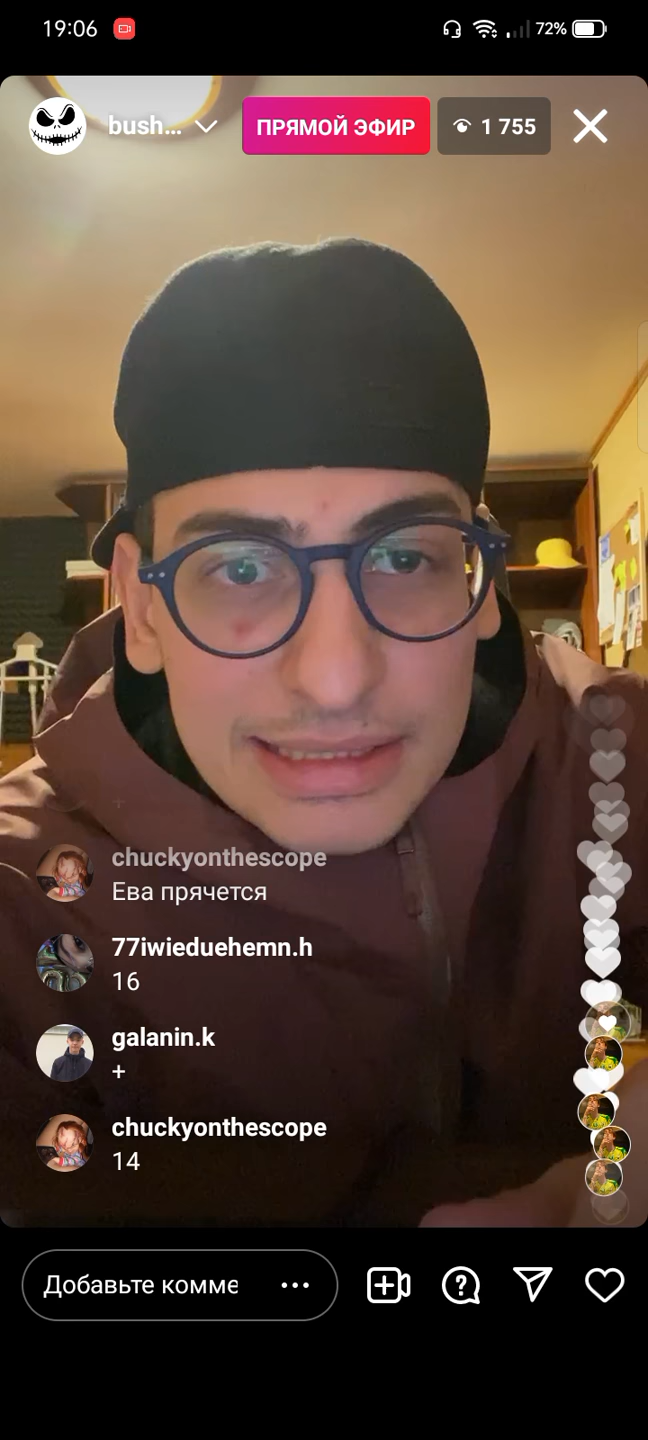 19:06
72%
bush...
ПРЯМОЙ ЭФИР
1 755
chuckyonthescope
Ева прячется
77iwieduehemn.h
16
galanin.k
+
chuckyonthescope
14
Добавьте комме